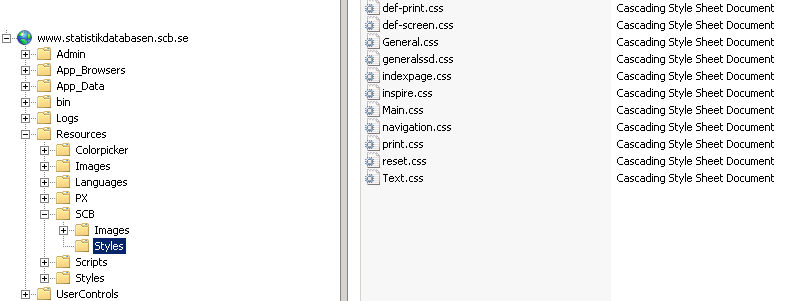 www.statistikdatabasen.scb.se
Admin
App_Browsers
App_Data
bin
Logs
Resources
Colorpicker
Images
Languages
PX
SCB
Images
Styles
Scripts
Styles
UserControls
def-print.css Cascading Style Sheet Document
def-screen.css Cascading Style Sheet Document
General.css Cascading Style Sheet Document
generalssd.css Cascading Style Sheet Document
indexpage.css Cascading Style Sheet Document
inspire.css Cascading Style Sheet Document
Main.css Cascading Style Sheet Document
navigation.css Cascading Style Sheet Document
print.css Cascading Style Sheet Document
reset.css Cascading Style Sheet Document
Text.css Cascading Style Sheet Document